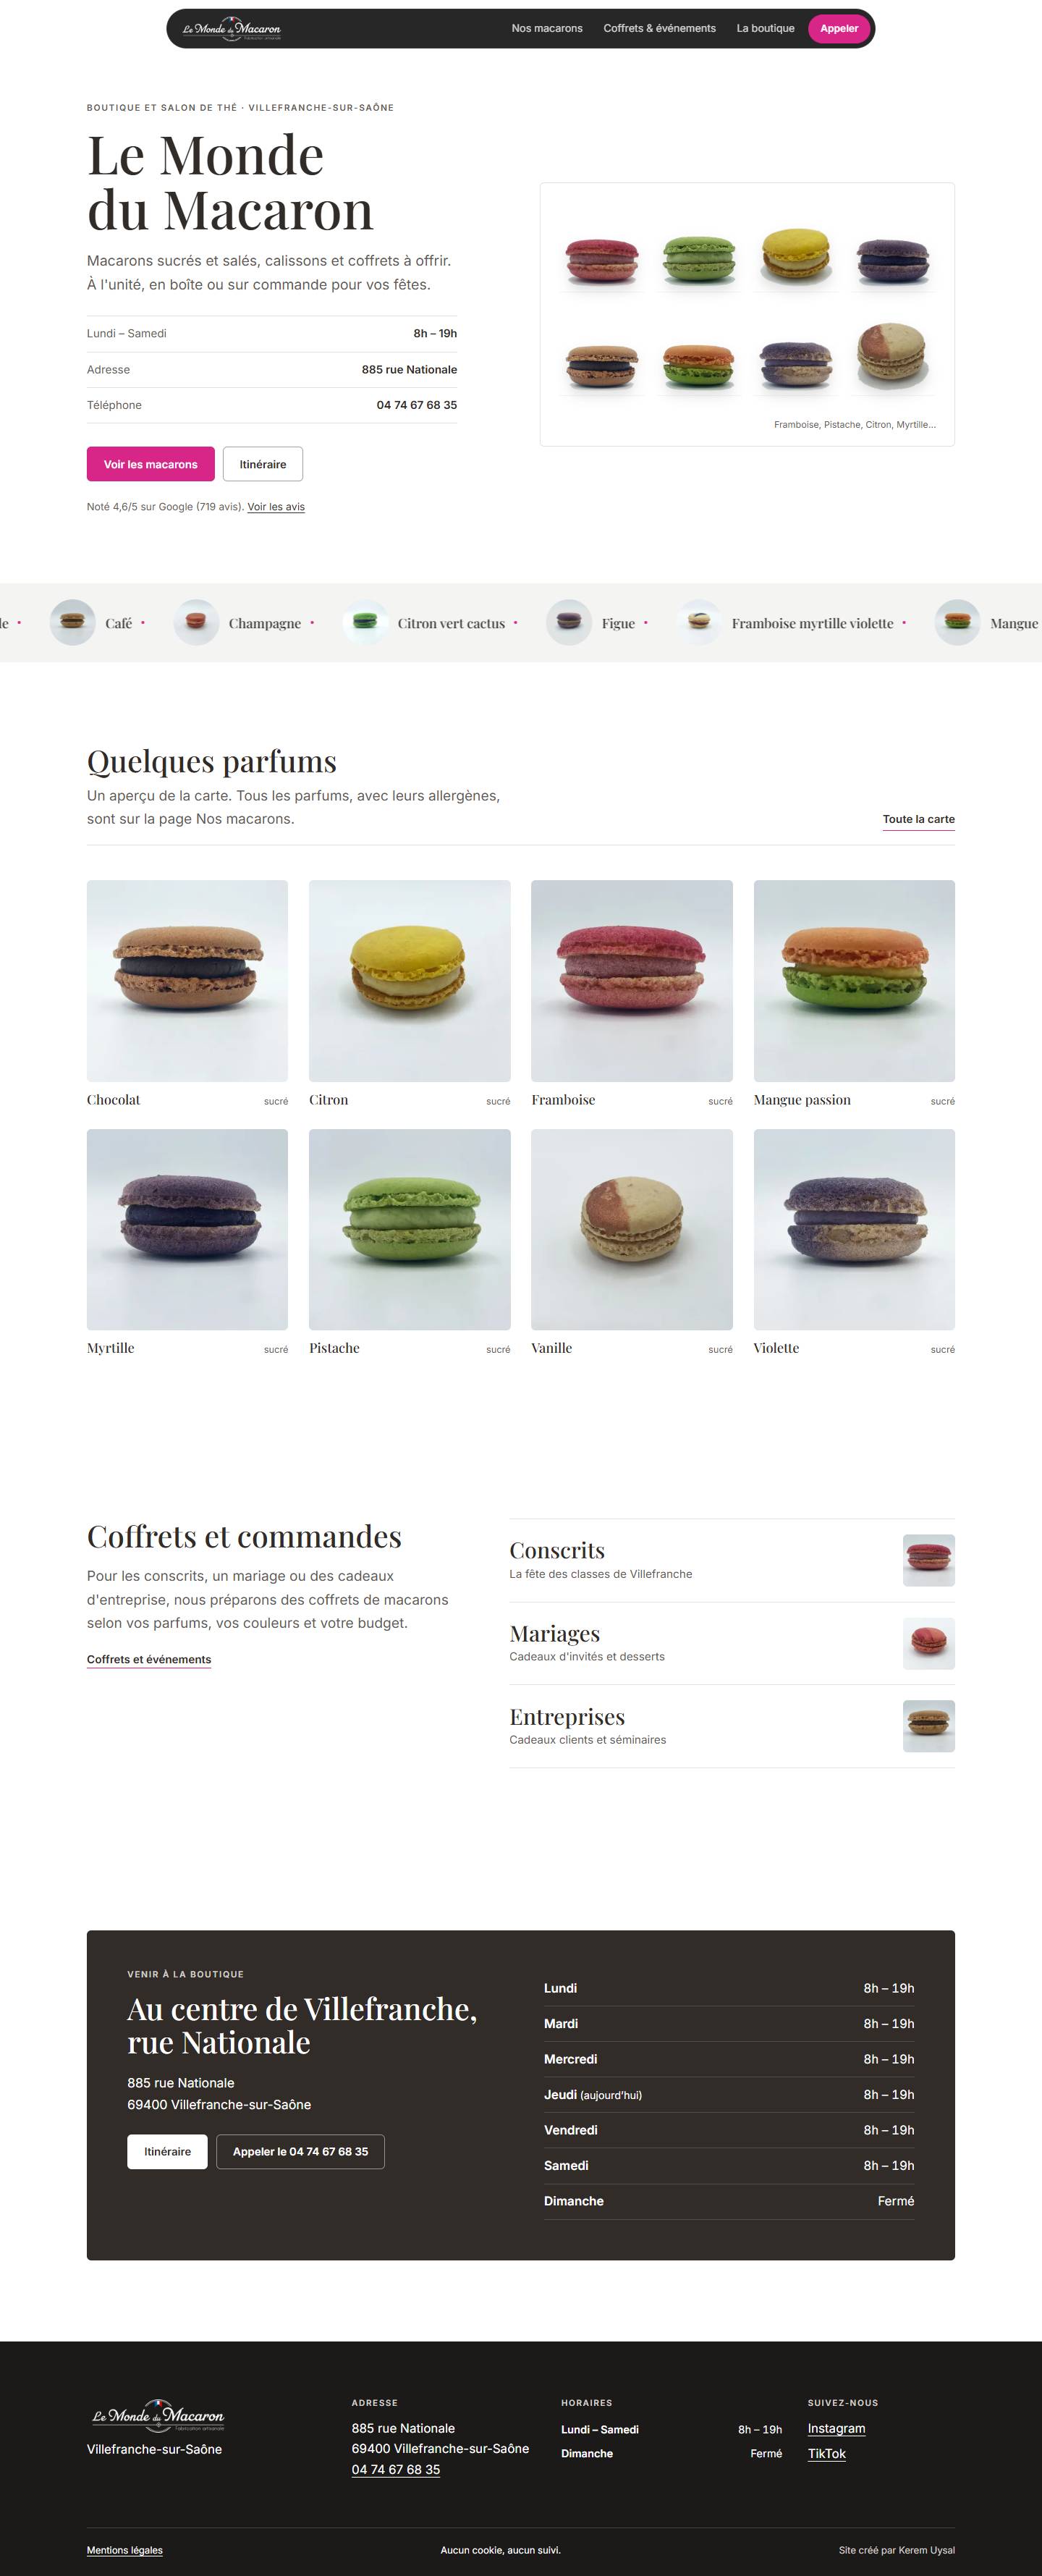 Le Monde du Macaron
Fabrication artisanale
Nos macarons
Coffrets & événements
La boutique
Appeler
BOUTIQUE ET SALON DE THÉ · VILLEFRANCHE-SUR-SAÔNE
Le Monde
du Macaron
Macarons sucrés et salés, calissons et coffrets à offrir.
À l'unité, en boîte ou sur commande pour vos fêtes.
Lundi – Samedi 8h – 19h
Adresse 885 rue Nationale
Téléphone 04 74 67 68 35
Voir les macarons
Itinéraire
Noté 4,6/5 sur Google (719 avis). Voir les avis
Framboise, Pistache, Citron, Myrtille...
le • Café • Champagne • Citron vert cactus • Figue • Framboise myrtille violette • Mangue
Quelques parfums
Un aperçu de la carte. Tous les parfums, avec leurs allergènes,
sont sur la page Nos macarons.
Toute la carte
Chocolat sucré
Citron sucré
Framboise sucré
Mangue passion sucré
Myrtille sucré
Pistache sucré
Vanille sucré
Violette sucré
Coffrets et commandes
Pour les conscrits, un mariage ou des cadeaux
d'entreprise, nous préparons des coffrets de macarons
selon vos parfums, vos couleurs et votre budget.
Coffrets et événements
Conscrits
La fête des classes de Villefranche
Mariages
Cadeaux d'invités et desserts
Entreprises
Cadeaux clients et séminaires
VENIR À LA BOUTIQUE
Au centre de Villefranche,
rue Nationale
885 rue Nationale
69400 Villefranche-sur-Saône
Itinéraire
Appeler le 04 74 67 68 35
Lundi 8h – 19h
Mardi 8h – 19h
Mercredi 8h – 19h
Jeudi (aujourd'hui) 8h – 19h
Vendredi 8h – 19h
Samedi 8h – 19h
Dimanche Fermé
Le Monde du Macaron
Fabrication artisanale
Villefranche-sur-Saône
ADRESSE
885 rue Nationale
69400 Villefranche-sur-Saône
04 74 67 68 35
HORAIRES
Lundi – Samedi 8h – 19h
Dimanche Fermé
SUIVEZ-NOUS
Instagram
TikTok
Mentions légales
Aucun cookie, aucun suivi.
Site créé par Kerem Uysal